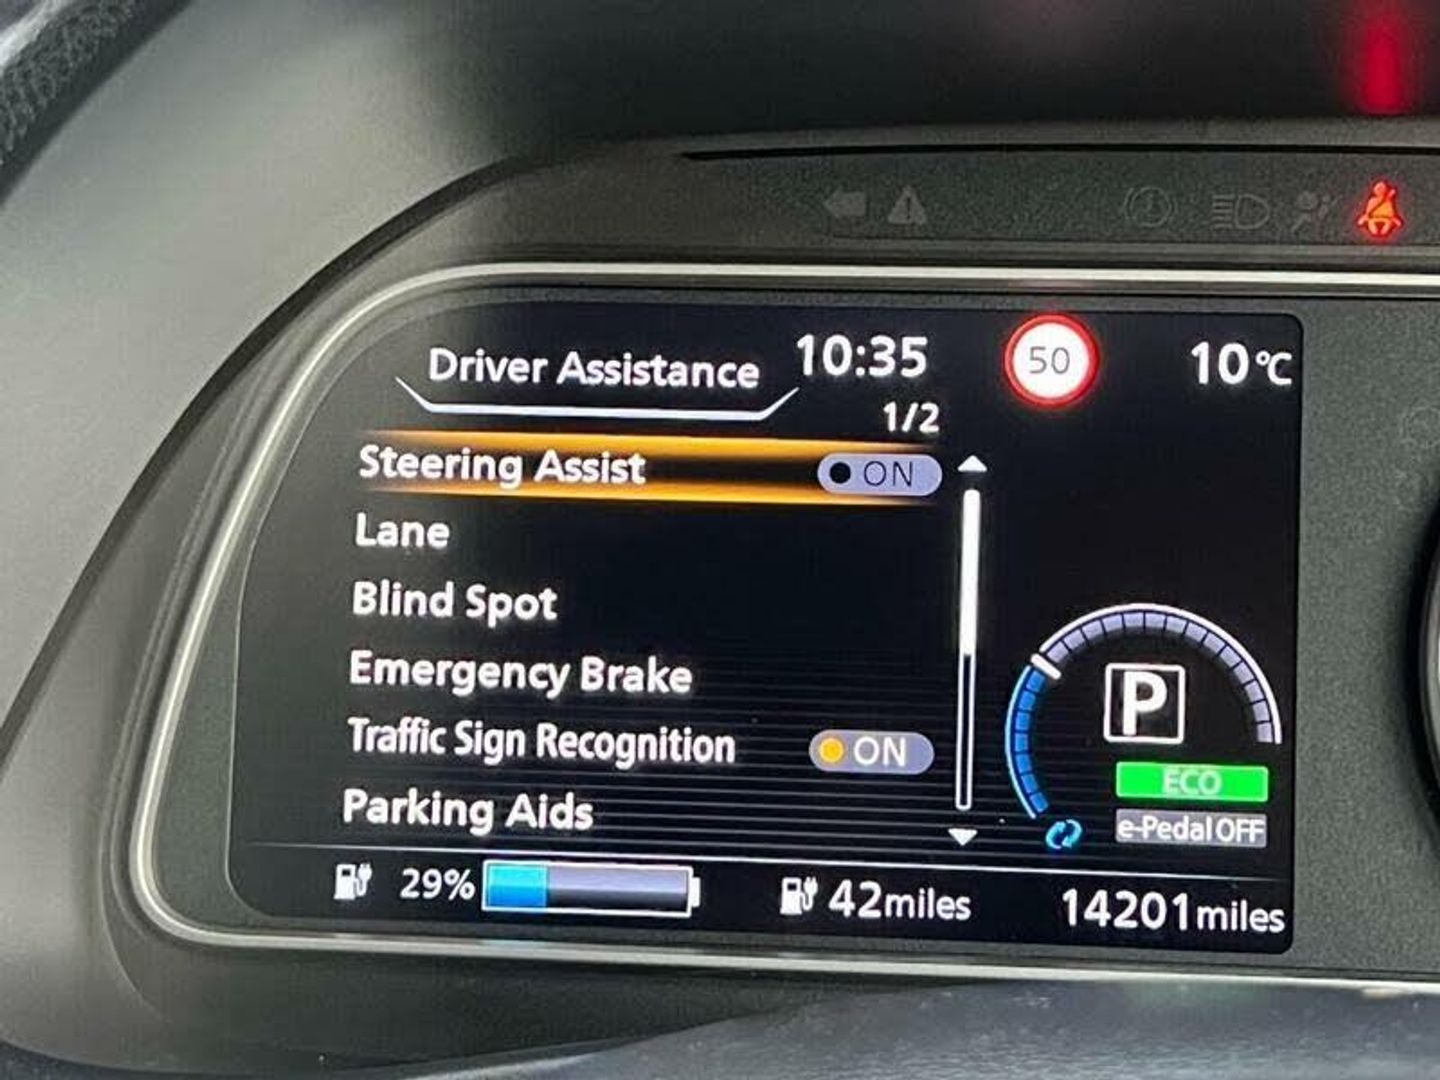 Driver Assistance 10:35 50 10°C
1/2
Steering Assist ON
Lane
Blind Spot
Emergency Brake
Traffic Sign Recognition ON
Parking Aids
P
ECO
e-Pedal OFF
29% 42miles 14201miles